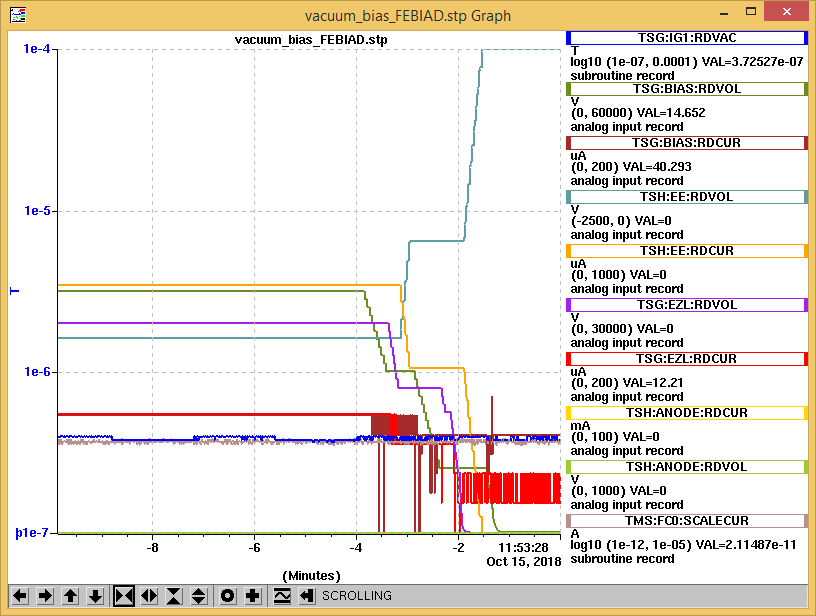 vacuum_bias_FEBIAD.stp Graph
vacuum_bias_FEBIAD.stp
1e-4
1e-5
T
1e-6
1e-7
-8
-6
-4
-2
11:53:28
Oct 15, 2018
(Minutes)
TSG:IG1:RDVAC
T
log10 (1e-07, 0.0001) VAL=3.72527e-07
subroutine record
TSG:BIAS:RDVOL
V
(0, 60000) VAL=14.652
analog input record
TSG:BIAS:RDCUR
uA
(0, 200) VAL=40.293
analog input record
TSH:EE:RDVOL
V
(-2500, 0) VAL=0
analog input record
TSH:EE:RDCUR
uA
(0, 1000) VAL=0
analog input record
TSG:EZL:RDVOL
V
(0, 30000) VAL=0
analog input record
TSG:EZL:RDCUR
uA
(0, 200) VAL=12.21
analog input record
TSH:ANODE:RDCUR
mA
(0, 100) VAL=0
analog input record
TSH:ANODE:RDVOL
V
(0, 1000) VAL=0
analog input record
TMS:FC0:SCALECUR
A
log10 (1e-12, 1e-05) VAL=2.11487e-11
subroutine record
SCROLLING